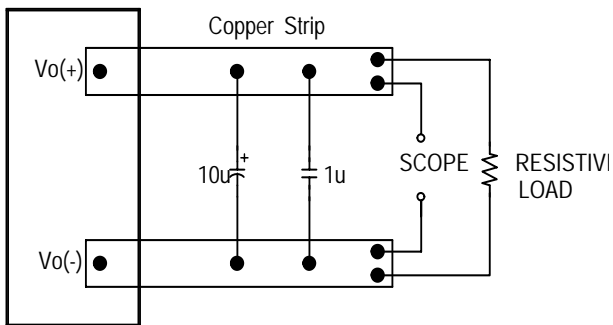 Copper Strip
Vo(+)
10u
+
1u
SCOPE
RESISTIVE
LOAD
Vo(-)